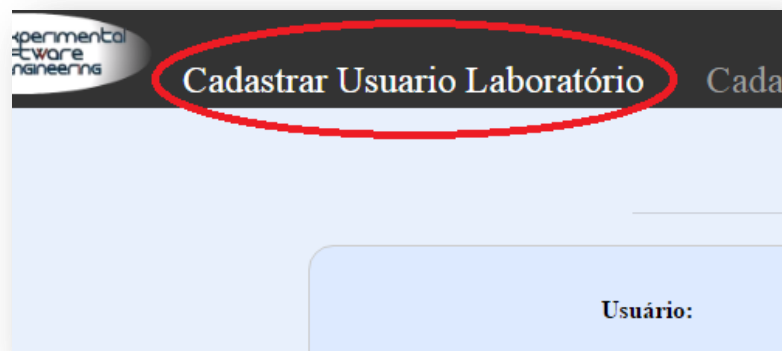 xperimental
ftware
ngineering
Cadastrar Usuario Laboratório
Cada
Usuário: